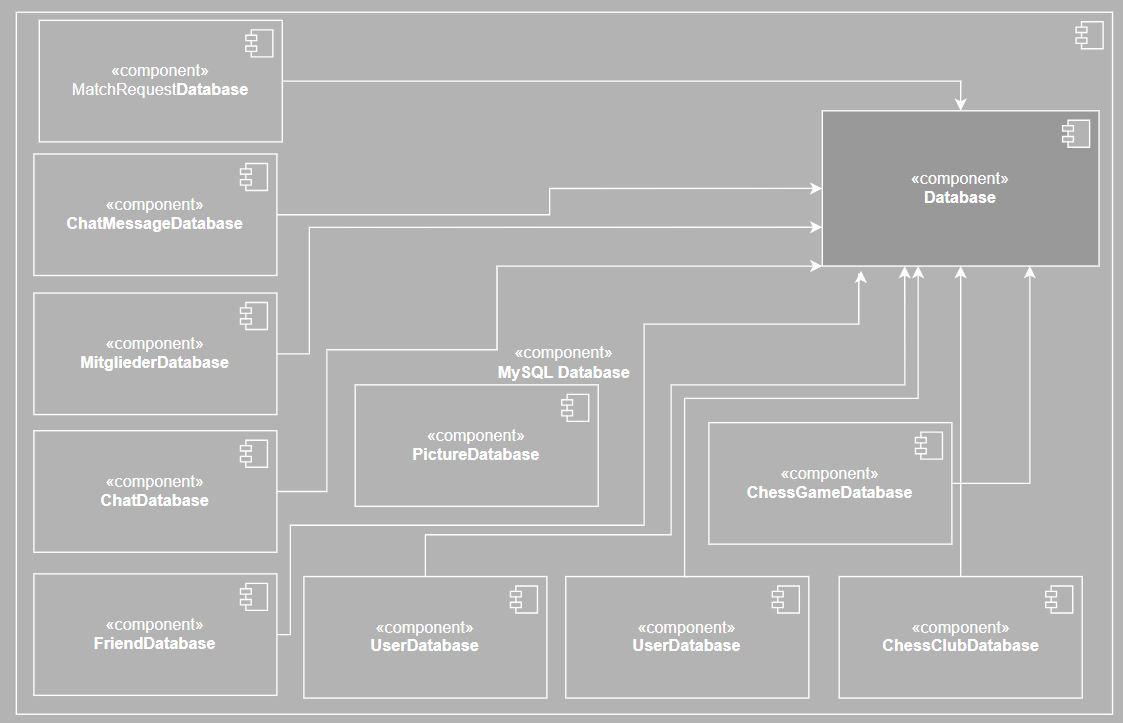 «component»
MatchRequestDatabase
«component»
Database
«component»
ChatMessageDatabase
«component»
MitgliederDatabase
«component»
MySQL Database
«component»
PictureDatabase
«component»
ChessGameDatabase
«component»
ChatDatabase
«component»
FriendDatabase
«component»
UserDatabase
«component»
UserDatabase
«component»
ChessClubDatabase